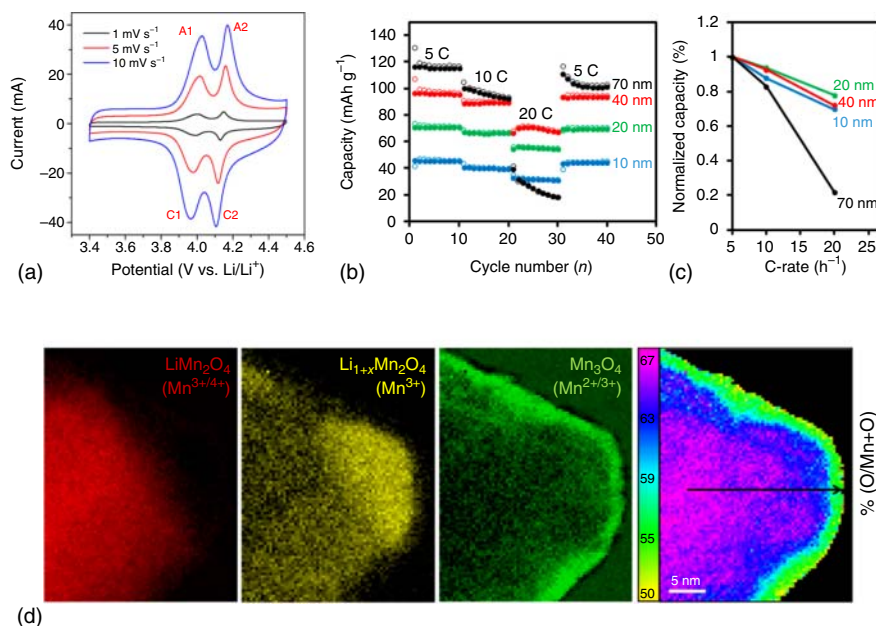 40
20
0
−20
−40
Current (mA)
1 mV s⁻¹
5 mV s⁻¹
10 mV s⁻¹
A1
A2
C1
C2
3.4 3.6 4.0 4.2 4.6
Potential (V vs. Li/Li⁺)
(a)
140
120
100
80
60
40
20
0
Capacity (mAh g⁻¹)
5 C
10 C
20 C
5 C
70 nm
40 nm
20 nm
10 nm
0 10 20 30 40 50
Cycle number (n)
(b)
1.2
1
0.8
0.6
0.4
0.2
0
Normalized capacity (%)
20 nm
40 nm
10 nm
70 nm
5 10 15 20 25
C-rate (h⁻¹)
(c)
LiMn₂O₄
(Mn³⁺/⁴⁺)
Li₁₊ₓMn₂O₄
(Mn³⁺)
Mn₃O₄
(Mn²⁺/³⁺)
67
63
59
55
50
5 nm
% (O/Mn+O)
(d)